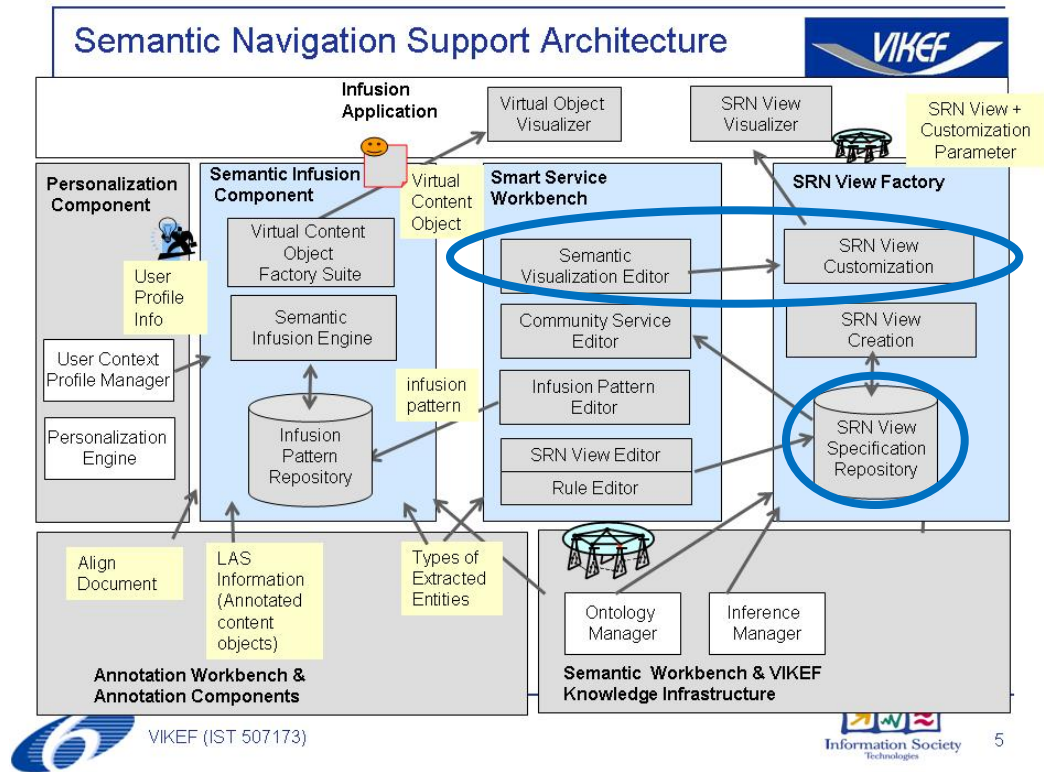 Semantic Navigation Support Architecture
VIKEF
Infusion
Application
Virtual Object
Visualizer
SRN View
Visualizer
SRN View +
Customization
Parameter
Personalization
Component
User
Profile
Info
User Context
Profile Manager
Personalization
Engine
Semantic Infusion
Component
Virtual
Content
Object
Virtual Content
Object
Factory Suite
Semantic
Infusion Engine
Infusion
Pattern
Repository
infusion
pattern
Smart Service
Workbench
Semantic
Visualization Editor
Community Service
Editor
Infusion Pattern
Editor
SRN View Editor
Rule Editor
SRN View Factory
SRN View
Customization
SRN View
Creation
SRN View
Specification
Repository
Align
Document
LAS
Information
(Annotated
content
objects)
Types of
Extracted
Entities
Annotation Workbench &
Annotation Components
Ontology
Manager
Inference
Manager
Semantic Workbench & VIKEF
Knowledge Infrastructure
6
VIKEF (IST 507173)
Information Society
Technologies
5